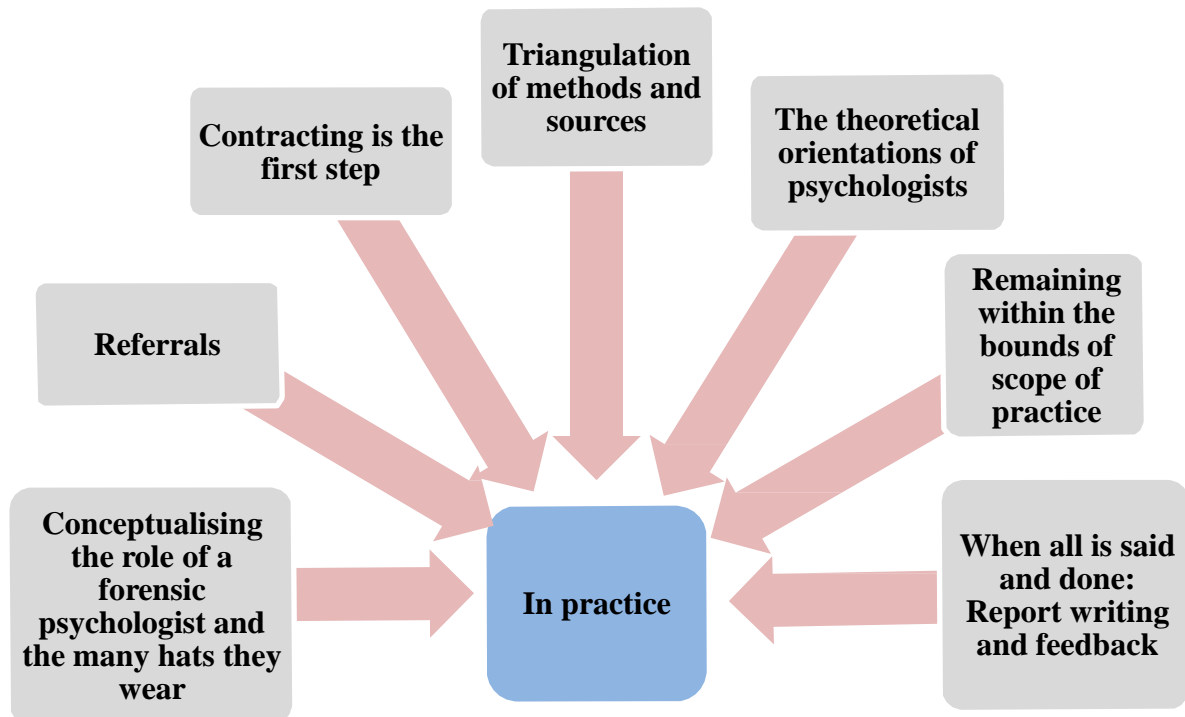 Triangulation
of methods and
sources
Contracting is the
first step
The theoretical
orientations of
psychologists
Referrals
Remaining
within the
bounds of
scope of
practice
Conceptualising
the role of a
forensic
psychologist and
the many hats they
wear
In practice
When all is said
and done:
Report writing
and feedback